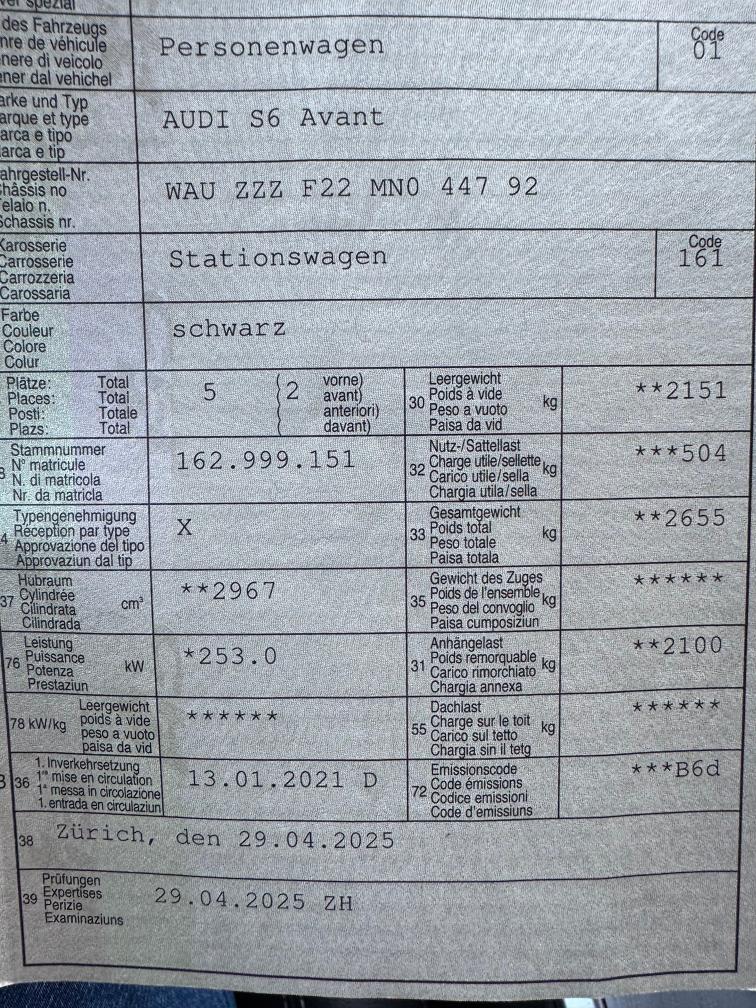 des Fahrzeugs
nre de véhicule
nere di veicolo
ner dal vehichel
Personenwagen
Code
01
arke und Typ
arque et type
arca e tipo
arca e tip
AUDI S6 Avant
ahrgestell-Nr.
hâssis no
elaio n.
Schassis nr.
WAU ZZZ F22 MN0 447 92
Karosserie
Carrosserie
Carrozzeria
Carossaria
Stationswagen
Code
161
Farbe
Couleur
Colore
Colur
schwarz
Plätze: Total
Places: Total
Posti: Totale
Plazs: Total
5 (2 vorne)
avant)
anteriori)
davant)
30 Leergewicht
Poids à vide
Peso a vuoto
Paisa da vid
kg
**2151
Stammnummer
N° matricule
N. di matricola
Nr. da matricla
162.999.151
32 Nutz-/Sattellast
Charge utile/sellette
Carico utile/sella
Chargia utila/sella
kg
***504
4 Typengenehmigung
Réception par type
Approvazione del tipo
Approvaziun dal tip
X
33 Gesamtgewicht
Poids total
Peso totale
Paisa totala
kg
**2655
37 Hubraum
Cylindrée
Cilindrata
Cilindrada
cm³
**2967
35 Gewicht des Zuges
Poids de l'ensemble
Peso del convoglio
Paisa cumposiziun
kg
******
76 Leistung
Puissance
Potenza
Prestaziun
kW
*253.0
31 Anhängelast
Poids remorquable
Carico rimorchiato
Chargia annexa
kg
**2100
78 kW/kg Leergewicht
poids à vide
peso a vuoto
paisa da vid
******
55 Dachlast
Charge sur le toit
Carico sul tetto
Chargia sin il tetg
kg
******
36 1. Inverkehrsetzung
1re mise en circulation
1a messa in circolazione
1. entrada en circulaziun
13.01.2021 D
72 Emissionscode
Code émissions
Codice emissioni
Code d'emissiuns
***B6d
38 Zürich, den 29.04.2025
39 Prüfungen
Expertises
Perizie
Examinaziuns
29.04.2025 ZH